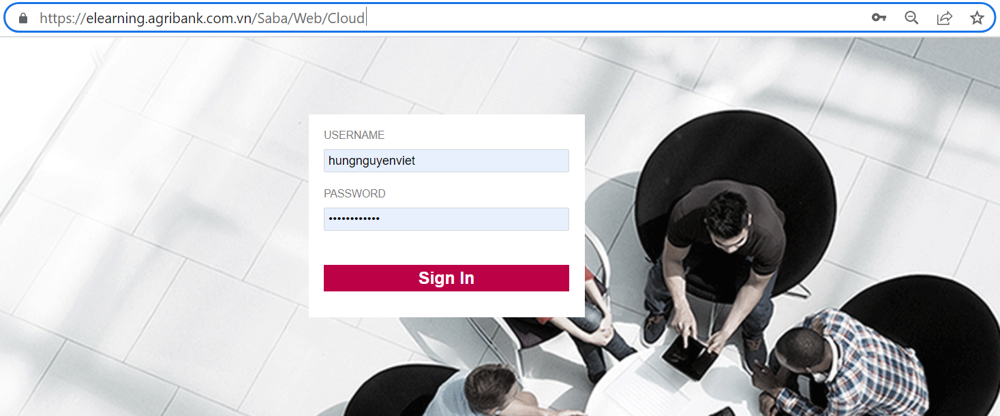 https://elearning.agribank.com.vn/Saba/Web/Cloud
USERNAME
hungnguyenviet
PASSWORD
••••••••••••
Sign In